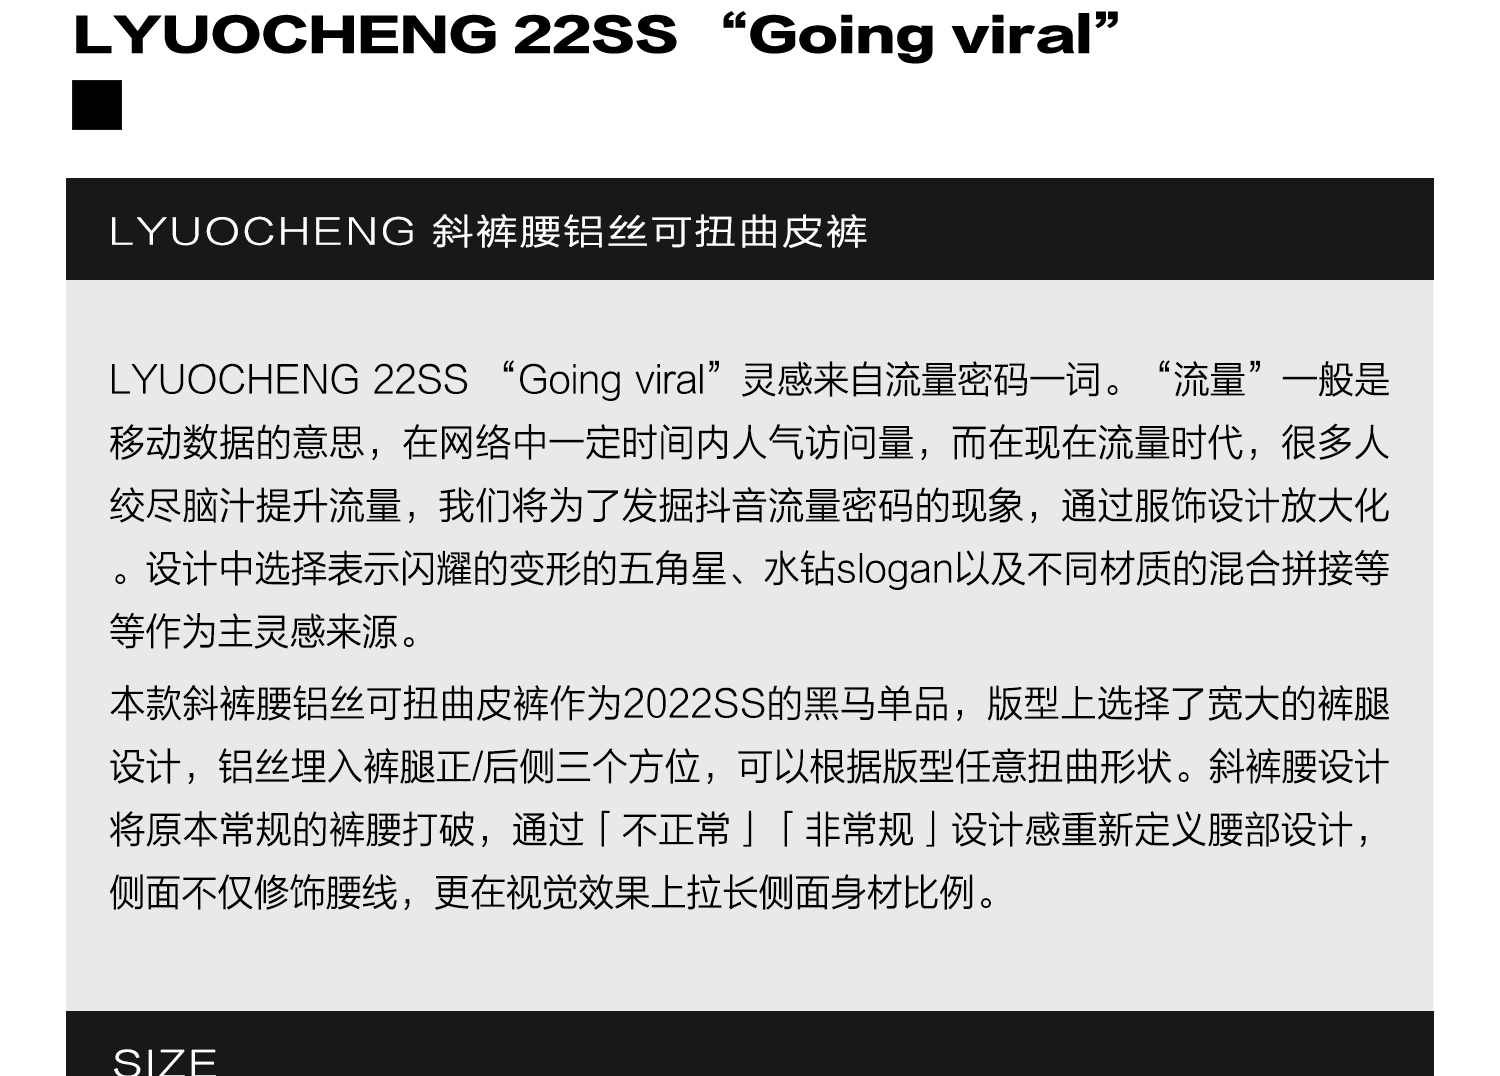 LYUOCHENG 22SS “Going viral”
LYUOCHENG 斜裤腰铝丝可扭曲皮裤
LYUOCHENG 22SS “Going viral”灵感来自流量密码一词。“流量”一般是
移动数据的意思，在网络中一定时间内人气访问量，而在现在流量时代，很多人
绞尽脑汁提升流量，我们将为了发掘抖音流量密码的现象，通过服饰设计放大化
。设计中选择表示闪耀的变形的五角星、水钻slogan以及不同材质的混合拼接等
等作为主灵感来源。
本款斜裤腰铝丝可扭曲皮裤作为2022SS的黑马单品，版型上选择了宽大的裤腿
设计，铝丝埋入裤腿正/后侧三个方位，可以根据版型任意扭曲形状。斜裤腰设计
将原本常规的裤腰打破，通过「不正常」「非常规」设计感重新定义腰部设计，
侧面不仅修饰腰线，更在视觉效果上拉长侧面身材比例。
SIZE